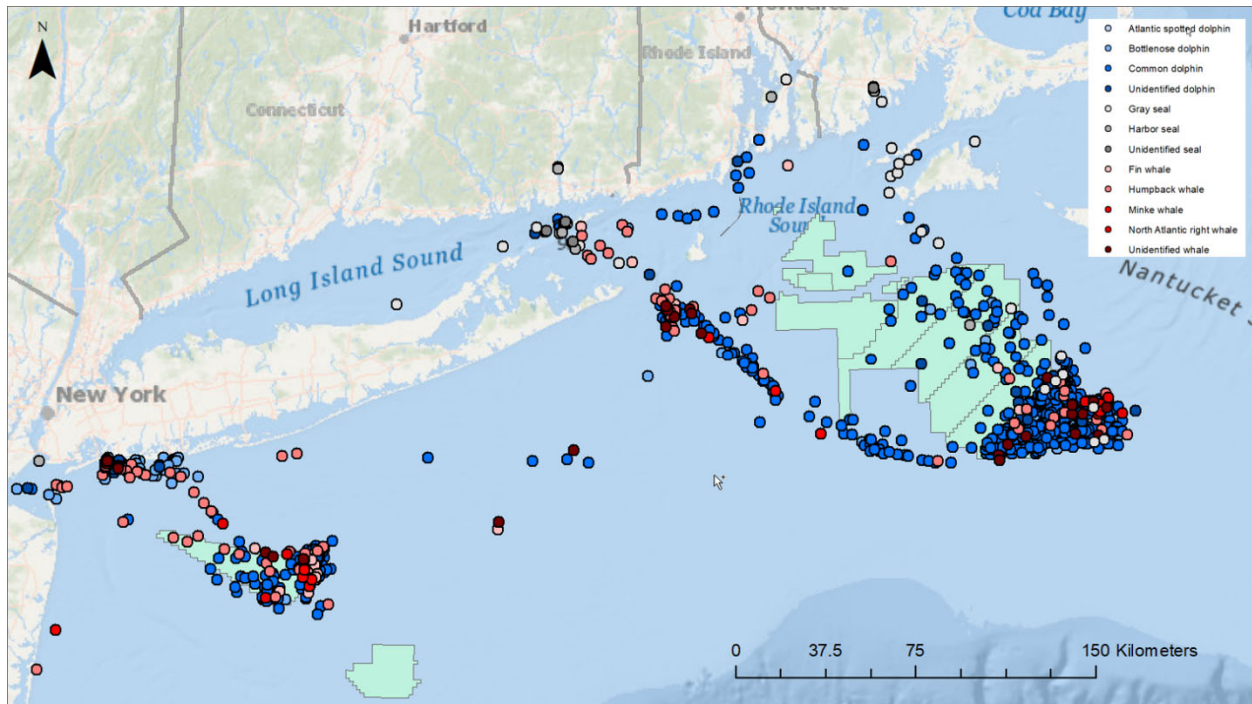 N
Hartford
Providence
Cod Bay
Rhode Island
Connecticut
Atlantic spotted dolphin
Bottlenose dolphin
Common dolphin
Unidentified dolphin
Gray seal
Harbor seal
Unidentified seal
Fin whale
Humpback whale
Minke whale
North Atlantic right whale
Unidentified whale
Rhode Island
Sound
Long Island Sound
Nantucket S
New York
0 37.5 75 150 Kilometers